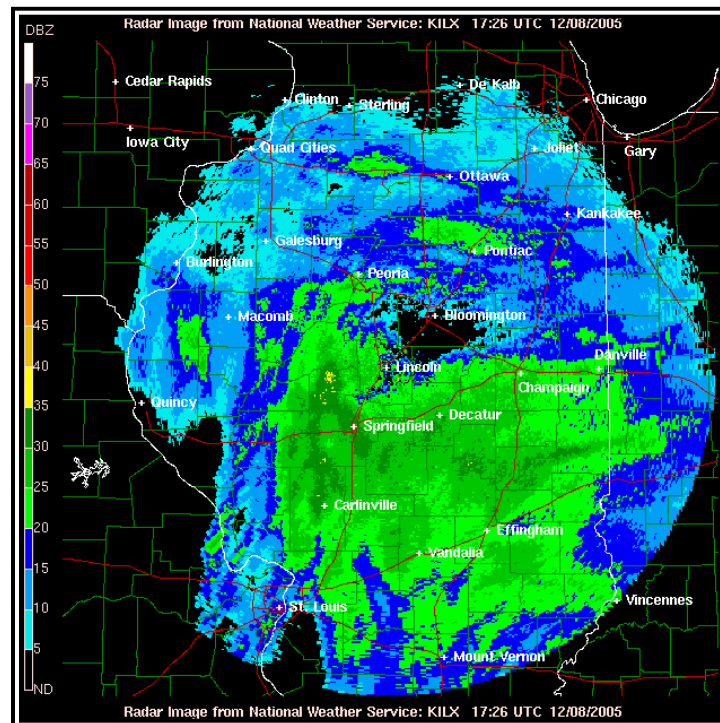 Radar Image from National Weather Service: KILX 17:26 UTC 12/08/2005
DBZ
75
70
65
60
55
50
45
40
35
30
25
20
15
10
5
ND
De Kalb
Cedar Rapids
Clinton
Sterling
Chicago
Iowa City
Quad Cities
Joliet
Gary
Ottawa
Kankakee
Galesburg
Pontiac
Burlington
Peoria
Macomb
Bloomington
Lincoln
Danville
Champaign
Quincy
Springfield
Decatur
Carlinville
Effingham
Vandalia
St. Louis
Vincennes
Mount Vernon
Radar Image from National Weather Service: KILX 17:26 UTC 12/08/2005